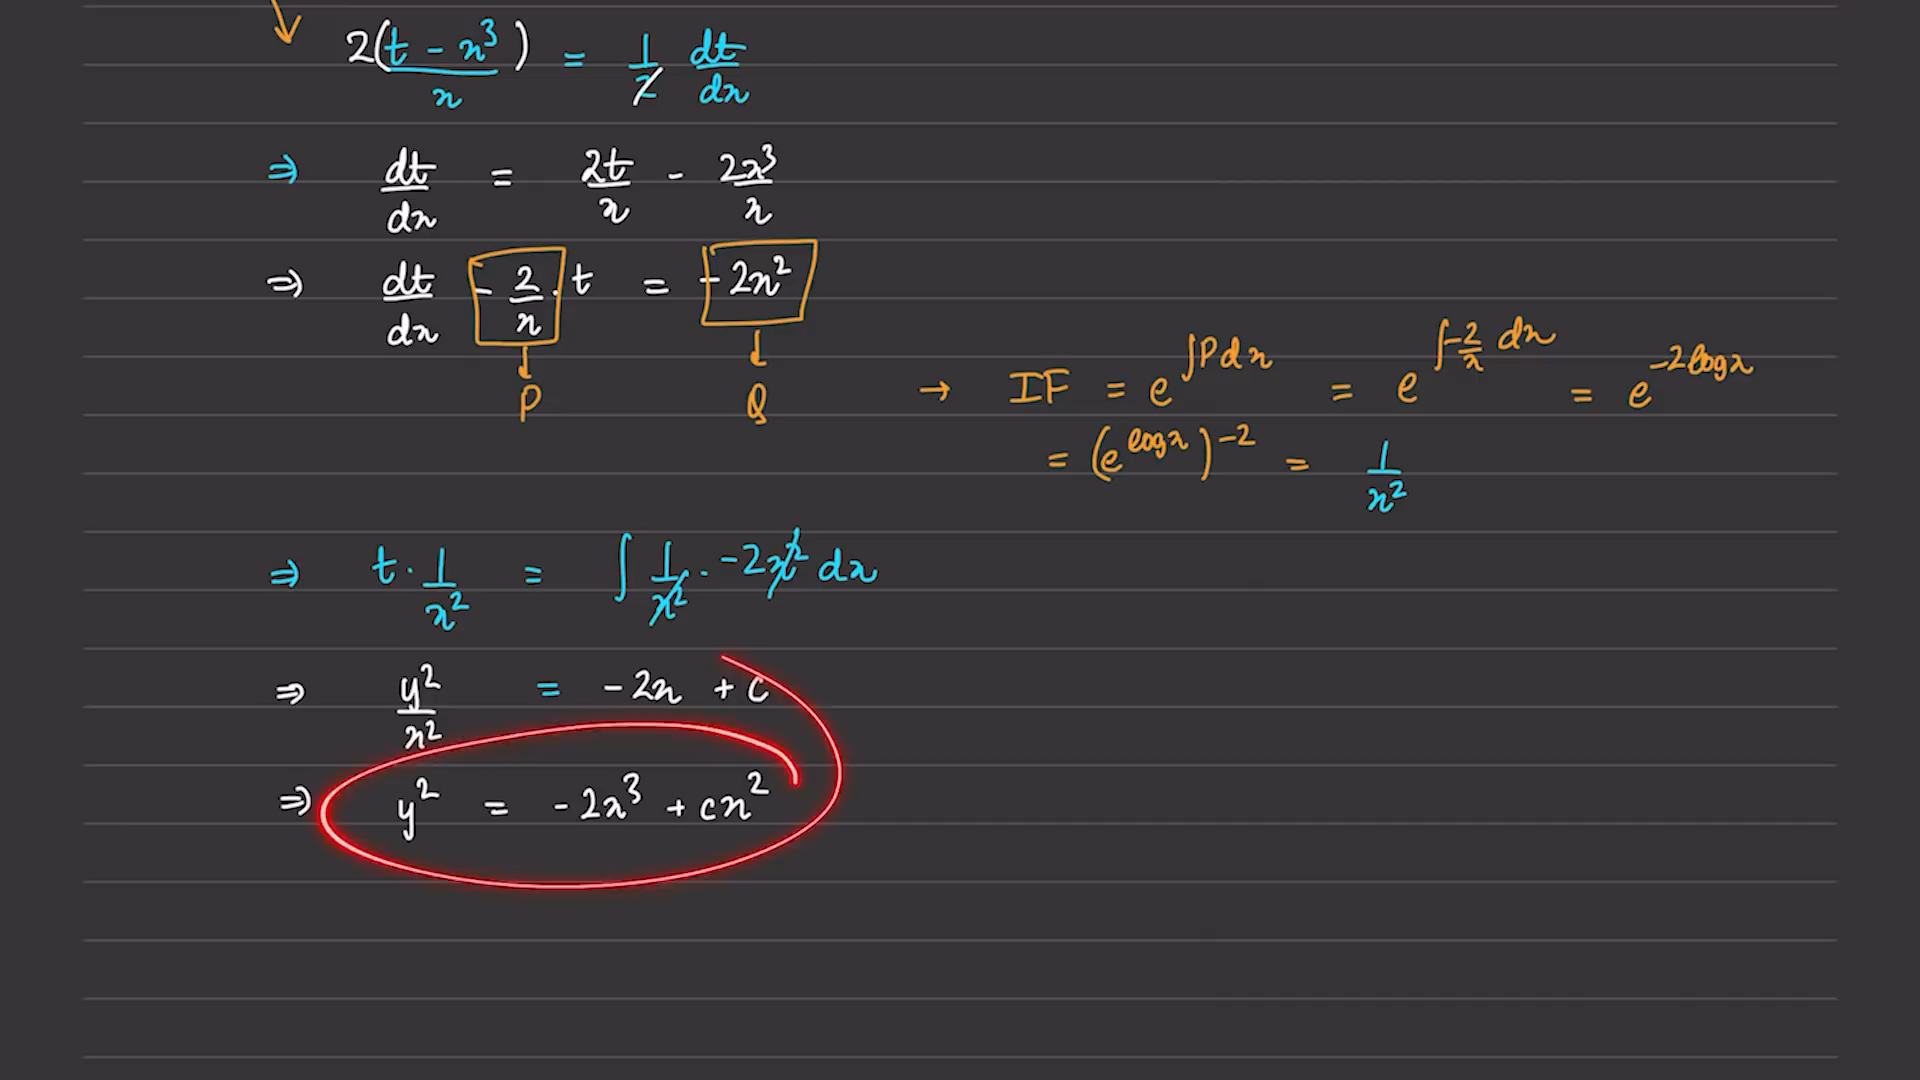 2(t - x³)/x = 1/2 dt/dx
⇒ dt/dx = 2t/x - 2x³/x
⇒ dt/dx - 2/x . t = - 2x²
P Q
→ IF = e^∫Pdx = e^∫-2/x dx = e^-2logx
= (e^logx)^-2 = 1/x²
⇒ t · 1/x² = ∫ 1/x² . -2x² dx
⇒ y²/x² = - 2x + c
⇒ y² = - 2x³ + cx²